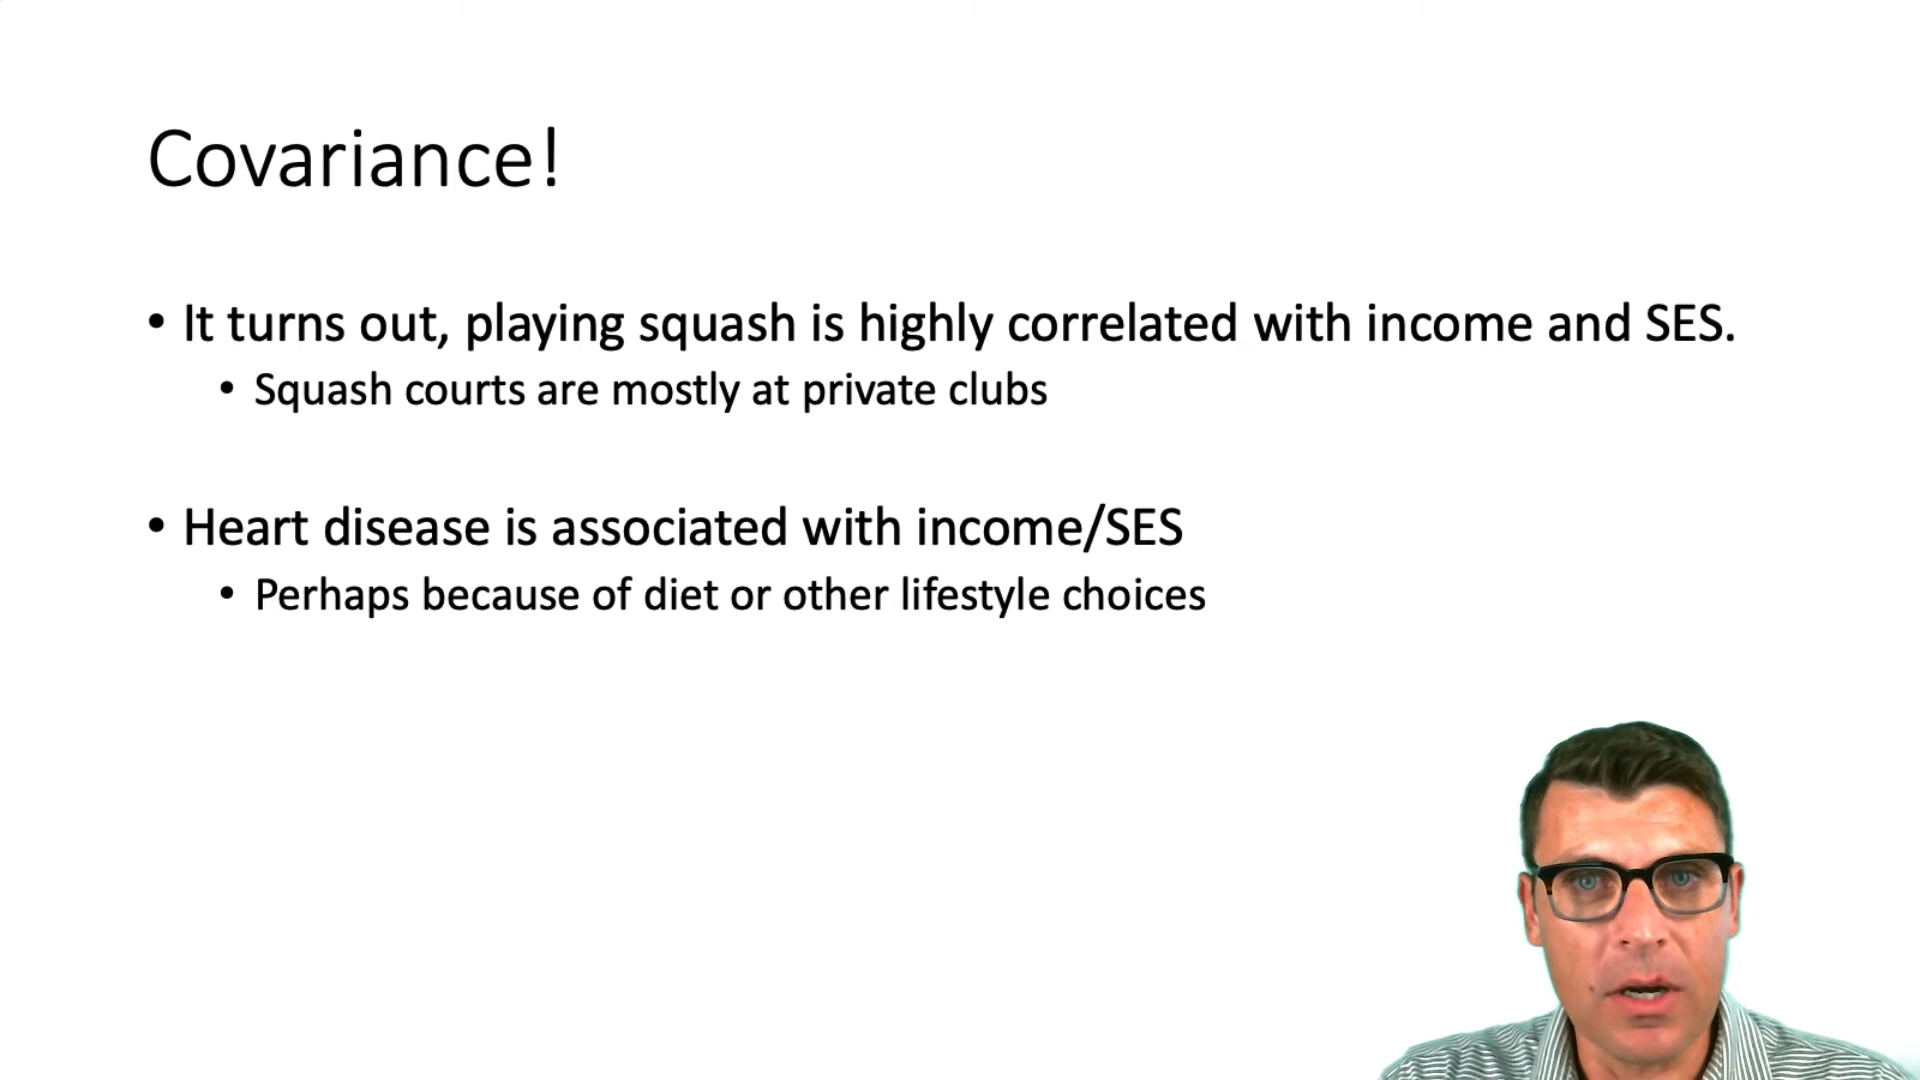 Covariance!
• It turns out, playing squash is highly correlated with income and SES.
• Squash courts are mostly at private clubs
• Heart disease is associated with income/SES
• Perhaps because of diet or other lifestyle choices